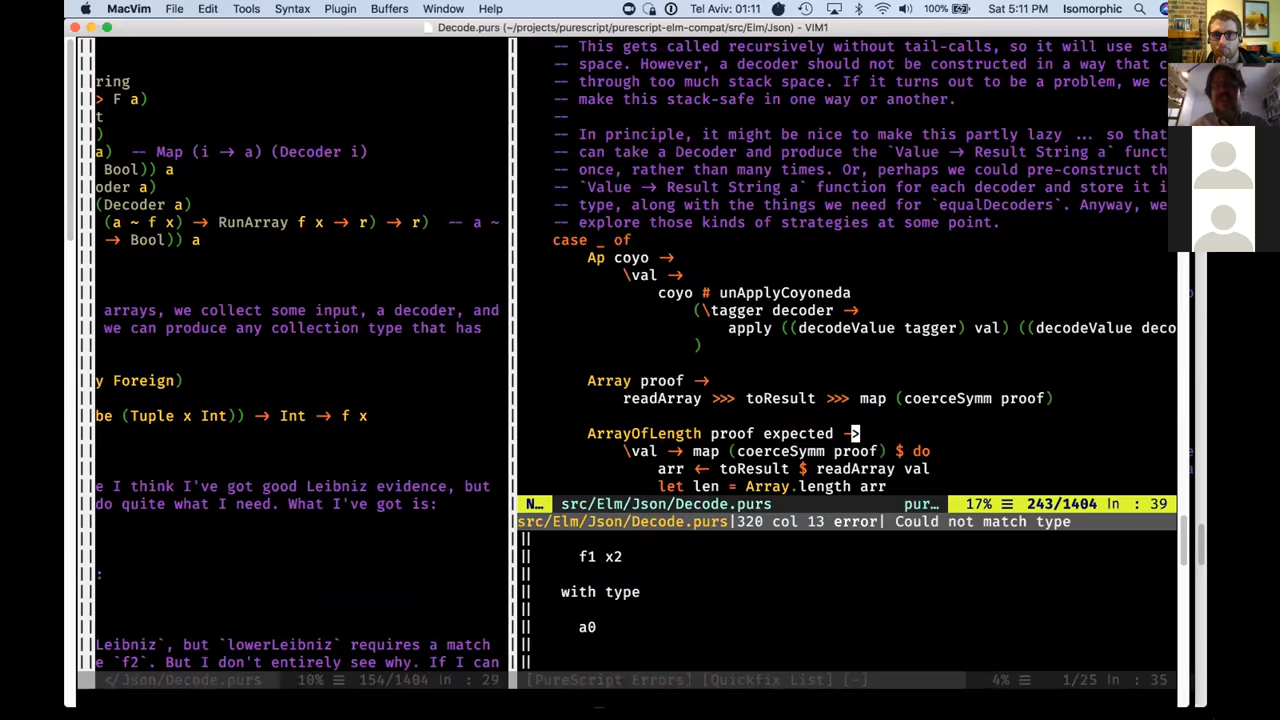 MacVim File Edit Tools Syntax Plugin Buffers Window Help 100% Tel Aviv: 01:11 Sat 5:11 PM Isomorphic
Decode.purs (~/projects/purescript/purescript-elm-compat/src/Elm/Json) - VIM1
ring
> F a)
t
)
a) -- Map (i → a) (Decoder i)
Bool)) a
oder a)
(Decoder a)
(a ~ f x) → RunArray f x → r) → r) -- a ~
→ Bool)) a
arrays, we collect some input, a decoder, and
we can produce any collection type that has
y Foreign)
be (Tuple x Int)) → Int → f x
e I think I've got good Leibniz evidence, but
do quite what I need. What I've got is:
:
Leibniz`, but `lowerLeibniz` requires a match
e `f2`. But I don't entirely see why. If I can
</Json/Decode.purs 10% ☰ 154/1404 ln : 29
-- This gets called recursively without tail-calls, so it will use sta
-- space. However, a decoder should not be constructed in a way that c
-- through too much stack space. If it turns out to be a problem, we c
-- make this stack-safe in one way or another.
--
-- In principle, it might be nice to make this partly lazy ... so that
-- can take a Decoder and produce the `Value → Result String a` funct
-- once, rather than many times. Or, perhaps we could pre-construct th
-- `Value → Result String a` function for each decoder and store it i
-- type, along with the things we need for `equalDecoders`. Anyway, we
-- explore those kinds of strategies at some point.
case _ of
Ap coyo →
\val →
coyo # unApplyCoyoneda
(\tagger decoder →
apply ((decodeValue tagger) val) ((decodeValue deco
)
Array proof →
readArray >>> toResult >>> map (coerceSymm proof)
ArrayOfLength proof expected ->
\val → map (coerceSymm proof) $ do
arr ← toResult $ readArray val
let len = Array.length arr
N… src/Elm/Json/Decode.purs pur… 17% ☰ 243/1404 ln : 39
src/Elm/Json/Decode.purs|320 col 13 error| Could not match type
||
|| f1 x2
||
|| with type
||
|| a0
||
[PureScript Errors] [Quickfix List] [-] 4% ☰ 1/25 ln : 35